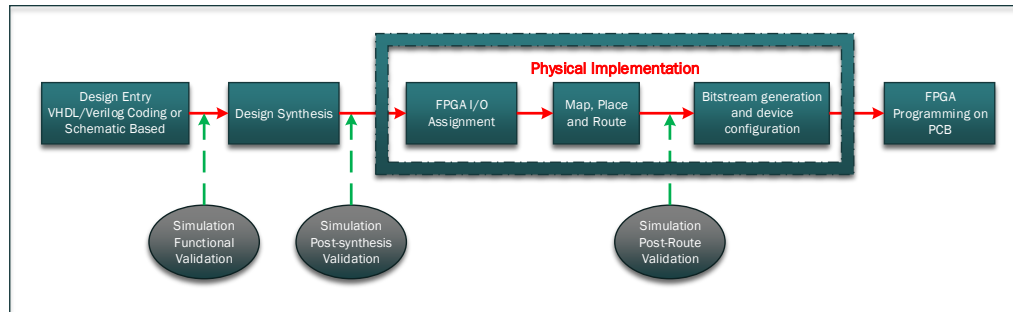 Physical Implementation
Design Entry
VHDL/Verilog Coding or
Schematic Based
Design Synthesis
FPGA I/O
Assignment
Map, Place
and Route
Bitstream generation
and device
configuration
FPGA
Programming on
PCB
Simulation
Functional
Validation
Simulation
Post-synthesis
Validation
Simulation
Post-Route
Validation